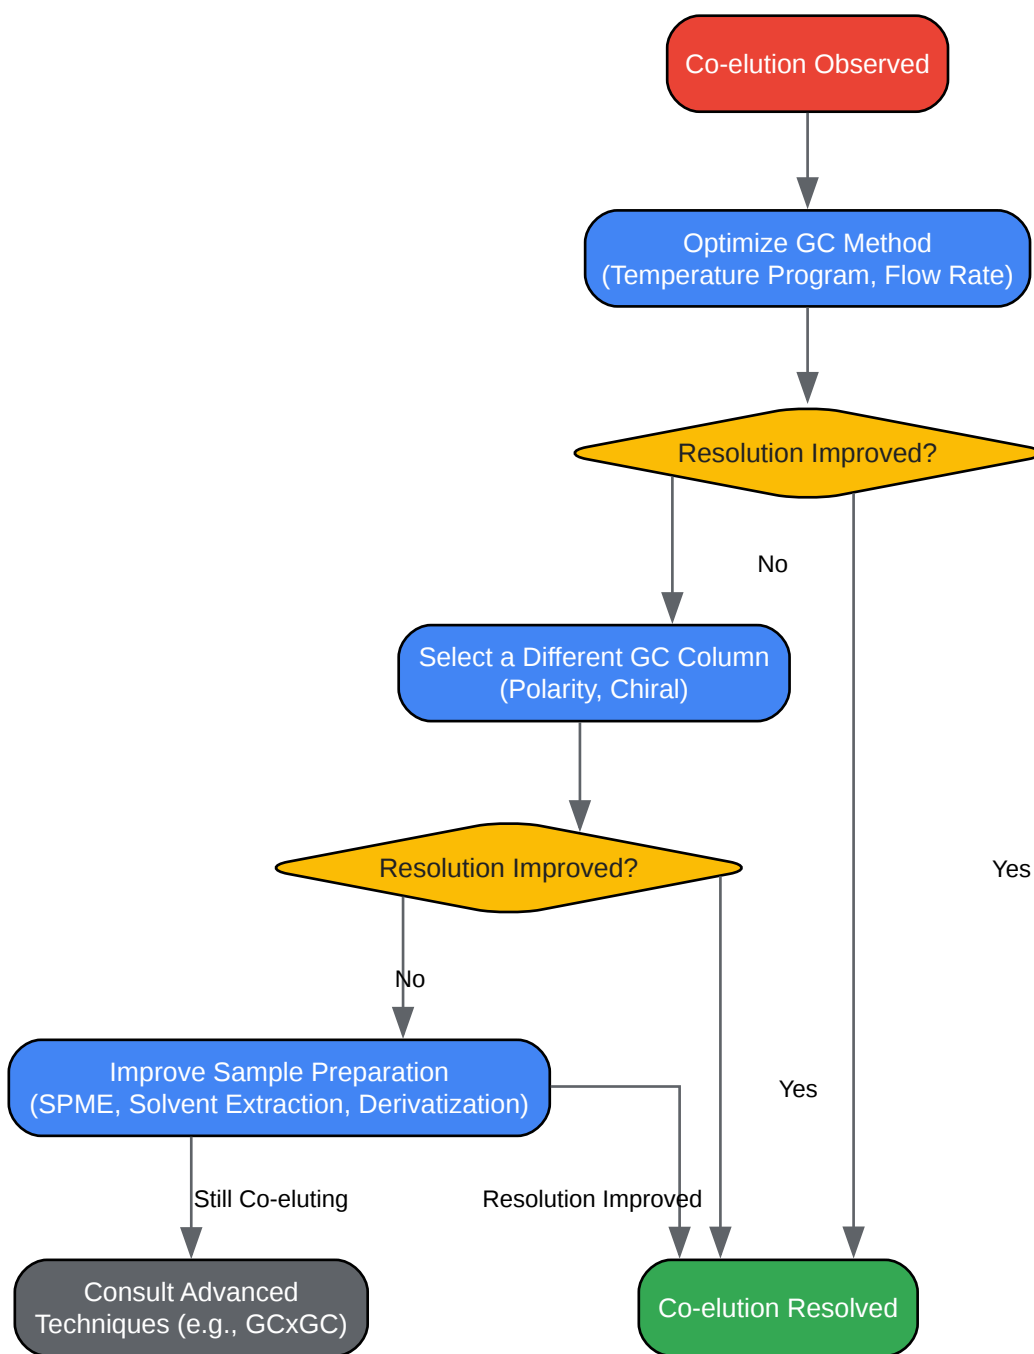 Co-elution Observed
Optimize GC Method
(Temperature Program, Flow Rate)
Resolution Improved?
No
Select a Different GC Column
(Polarity, Chiral)
Resolution Improved?
Yes
No
Improve Sample Preparation
(SPME, Solvent Extraction, Derivatization)
Yes
Still Co-eluting
Resolution Improved
Consult Advanced
Techniques (e.g., GCxGC)
Co-elution Resolved